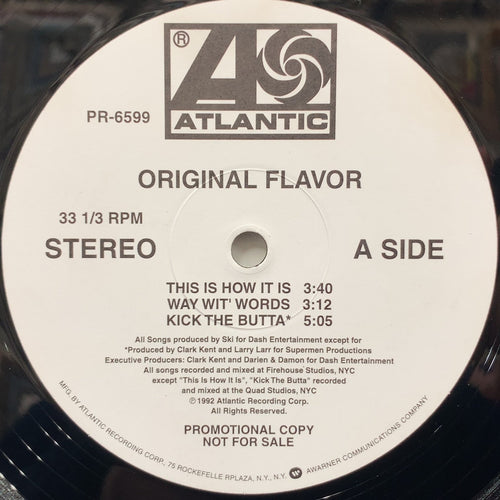 ®
ATLANTIC
PR-6599
ORIGINAL FLAVOR
33 1/3 RPM
STEREO
A SIDE
THIS IS HOW IT IS 3:40
WAY WIT' WORDS 3:12
KICK THE BUTTA* 5:05
All Songs produced by Ski for Dash Entertainment except for
*Produced by Clark Kent and Larry Larr for Supermen Productions
Executive Producers: Clark Kent and Darien & Damon for Dash Entertainment
All songs recorded and mixed at Firehouse Studios, NYC
except "This Is How It Is", "Kick The Butta" recorded
and mixed at the Quad Studios, NYC
℗ 1992 Atlantic Recording Corp.
All Rights Reserved.
PROMOTIONAL COPY
NOT FOR SALE
MFG. BY ATLANTIC RECORDING CORP., 75 ROCKEFELLE RPLAZA, N.Y., N.Y. AWARNER COMMUNICATIONS COMPANY